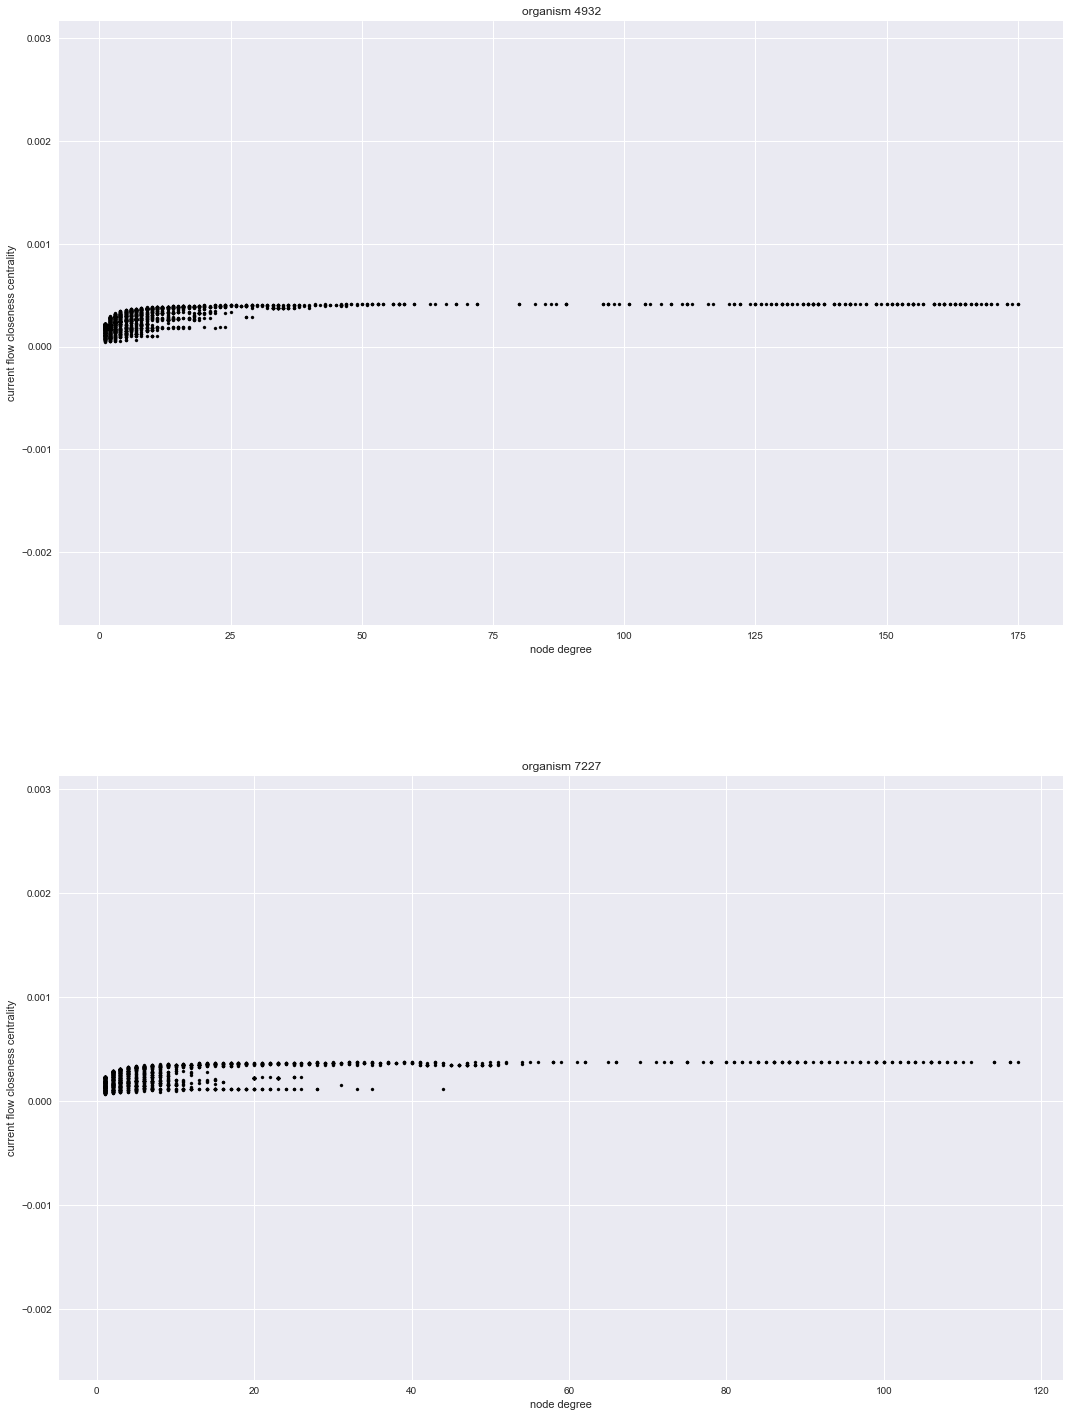 organism 4932
0.003
0.002
0.001
0.000
−0.001
−0.002
current flow closeness centrality
0 25 50 75 100 125 150 175
node degree
organism 7227
0.003
0.002
0.001
0.000
−0.001
−0.002
current flow closeness centrality
0 20 40 60 80 100 120
node degree